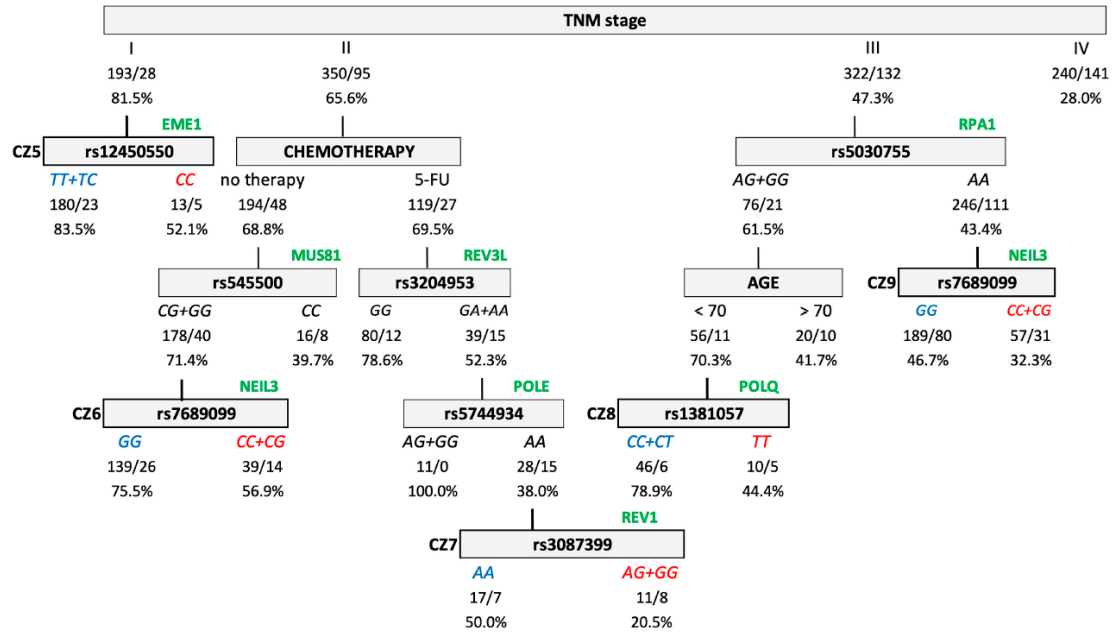 TNM stage
I II III IV
193/28 350/95 322/132 240/141
81.5% 65.6% 47.3% 28.0%
EME1 RPA1
CZ5 rs12450550 CHEMOTHERAPY rs5030755
TT+TC CC no therapy 5-FU AG+GG AA
180/23 13/5 194/48 119/27 76/21 246/111
83.5% 52.1% 68.8% 69.5% 61.5% 43.4%
MUS81 REV3L NEIL3
rs545500 rs3204953 AGE CZ9 rs7689099
CG+GG CC GG GA+AA < 70 > 70 GG CC+CG
178/40 16/8 80/12 39/15 56/11 20/10 189/80 57/31
71.4% 39.7% 78.6% 52.3% 70.3% 41.7% 46.7% 32.3%
NEIL3 POLE POLQ
CZ6 rs7689099 rs5744934 CZ8 rs1381057
GG CC+CG AG+GG AA CC+CT TT
139/26 39/14 11/0 28/15 46/6 10/5
75.5% 56.9% 100.0% 38.0% 78.9% 44.4%
REV1
CZ7 rs3087399
AA AG+GG
17/7 11/8
50.0% 20.5%